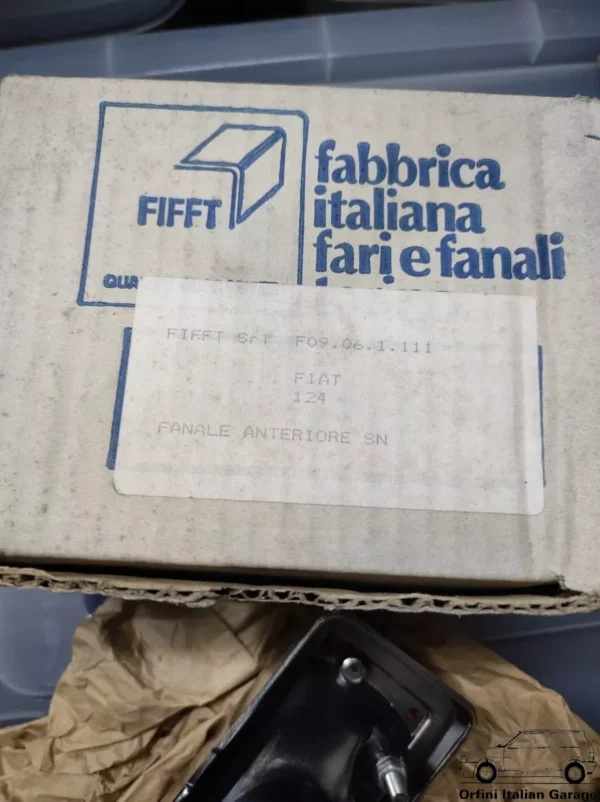 FIFFT
fabbrica
italiana
fari e fanali
FIFFT SRL F09.06.1.111
FIAT
124
FANALE ANTERIORE SN
Orfini Italian Garage